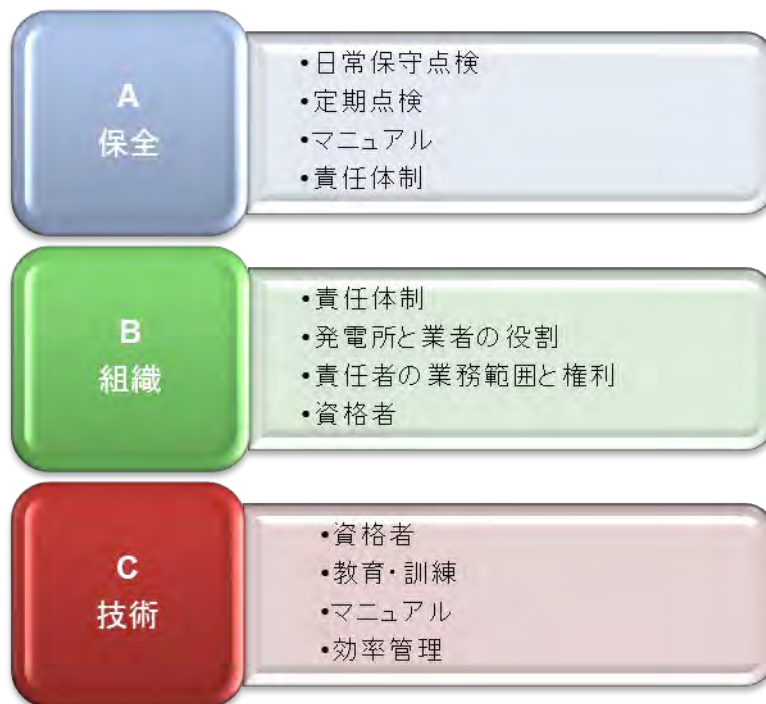 A
保全
•日常保守点検
•定期点検
•マニュアル
•責任体制
B
組織
•責任体制
•発電所と業者の役割
•責任者の業務範囲と権利
•資格者
C
技術
•資格者
•教育・訓練
•マニュアル
•効率管理